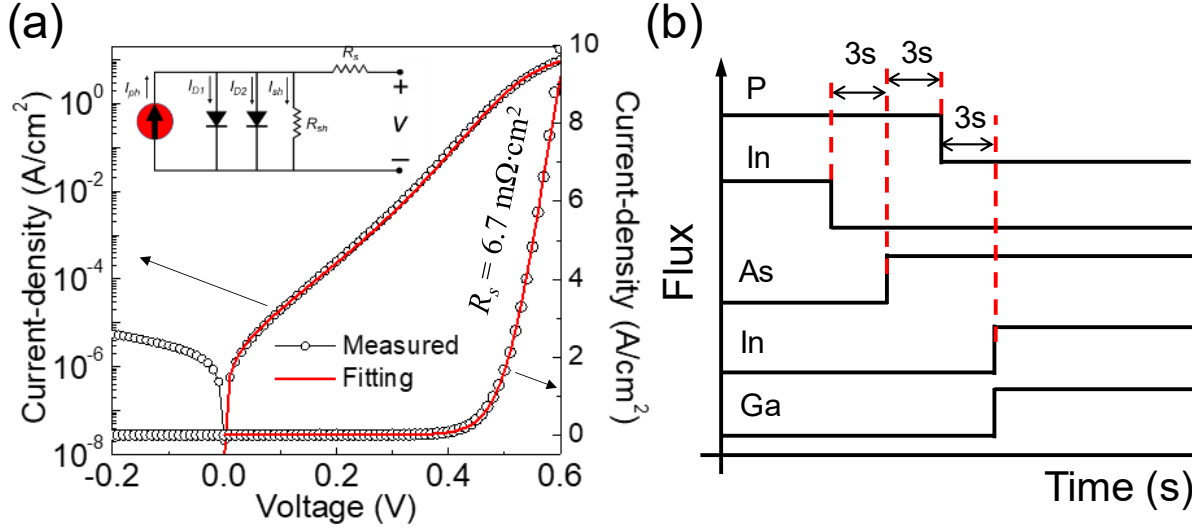 (a)
10^0
10^-2
10^-4
10^-6
10^-8
Current-density (A/cm^2)
-0.2
0.0
0.2
0.4
0.6
Voltage (V)
10
8
6
4
2
0
Current-density (A/cm^2)
I_ph
I_D1
I_D2
I_sh
R_sh
R_s
+
V
−
R_s = 6.7 mΩ·cm^2
Measured
Fitting
(b)
3s
3s
3s
P
In
As
In
Ga
Flux
Time (s)